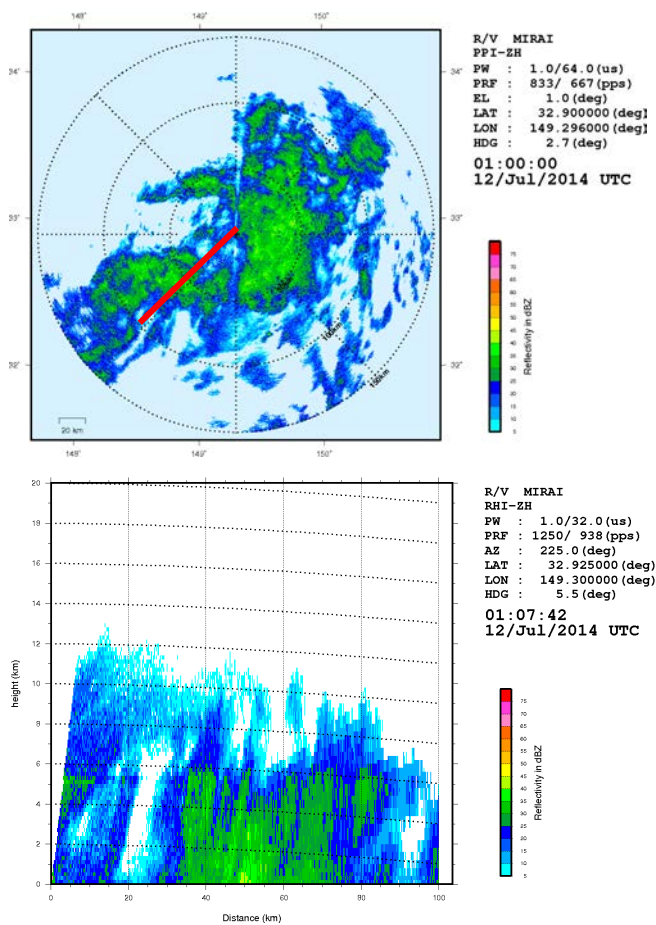 148° 149° 150°
R/V MIRAI
PPI-ZH
PW : 1.0/64.0(us)
PRF : 833/ 667(pps)
EL : 1.0(deg)
LAT : 32.900000(deg)
LON : 149.296000(deg)
HDG : 2.7(deg)
01:00:00
12/Jul/2014 UTC
34° 34°
33° 33°
32° 32°
100km
150km
20 km
148° 149° 150°
75
70
65
60
55
50
45
40
35
30
25
20
15
10
5
Reflectivity in dBZ
R/V MIRAI
RHI-ZH
PW : 1.0/32.0(us)
PRF : 1250/ 938(pps)
AZ : 225.0(deg)
LAT : 32.925000(deg)
LON : 149.300000(deg)
HDG : 5.5(deg)
01:07:42
12/Jul/2014 UTC
20
18
16
14
12
10
8
6
4
2
0
height (km)
0 20 40 60 80 100
Distance (km)
75
70
65
60
55
50
45
40
35
30
25
20
15
10
5
Reflectivity in dBZ